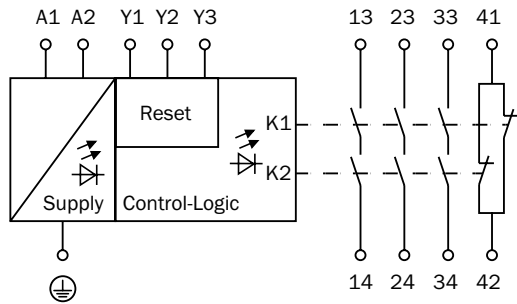 A1 A2 Y1 Y2 Y3 13 23 33 41
Reset
K1
K2
Supply Control-Logic
14 24 34 42